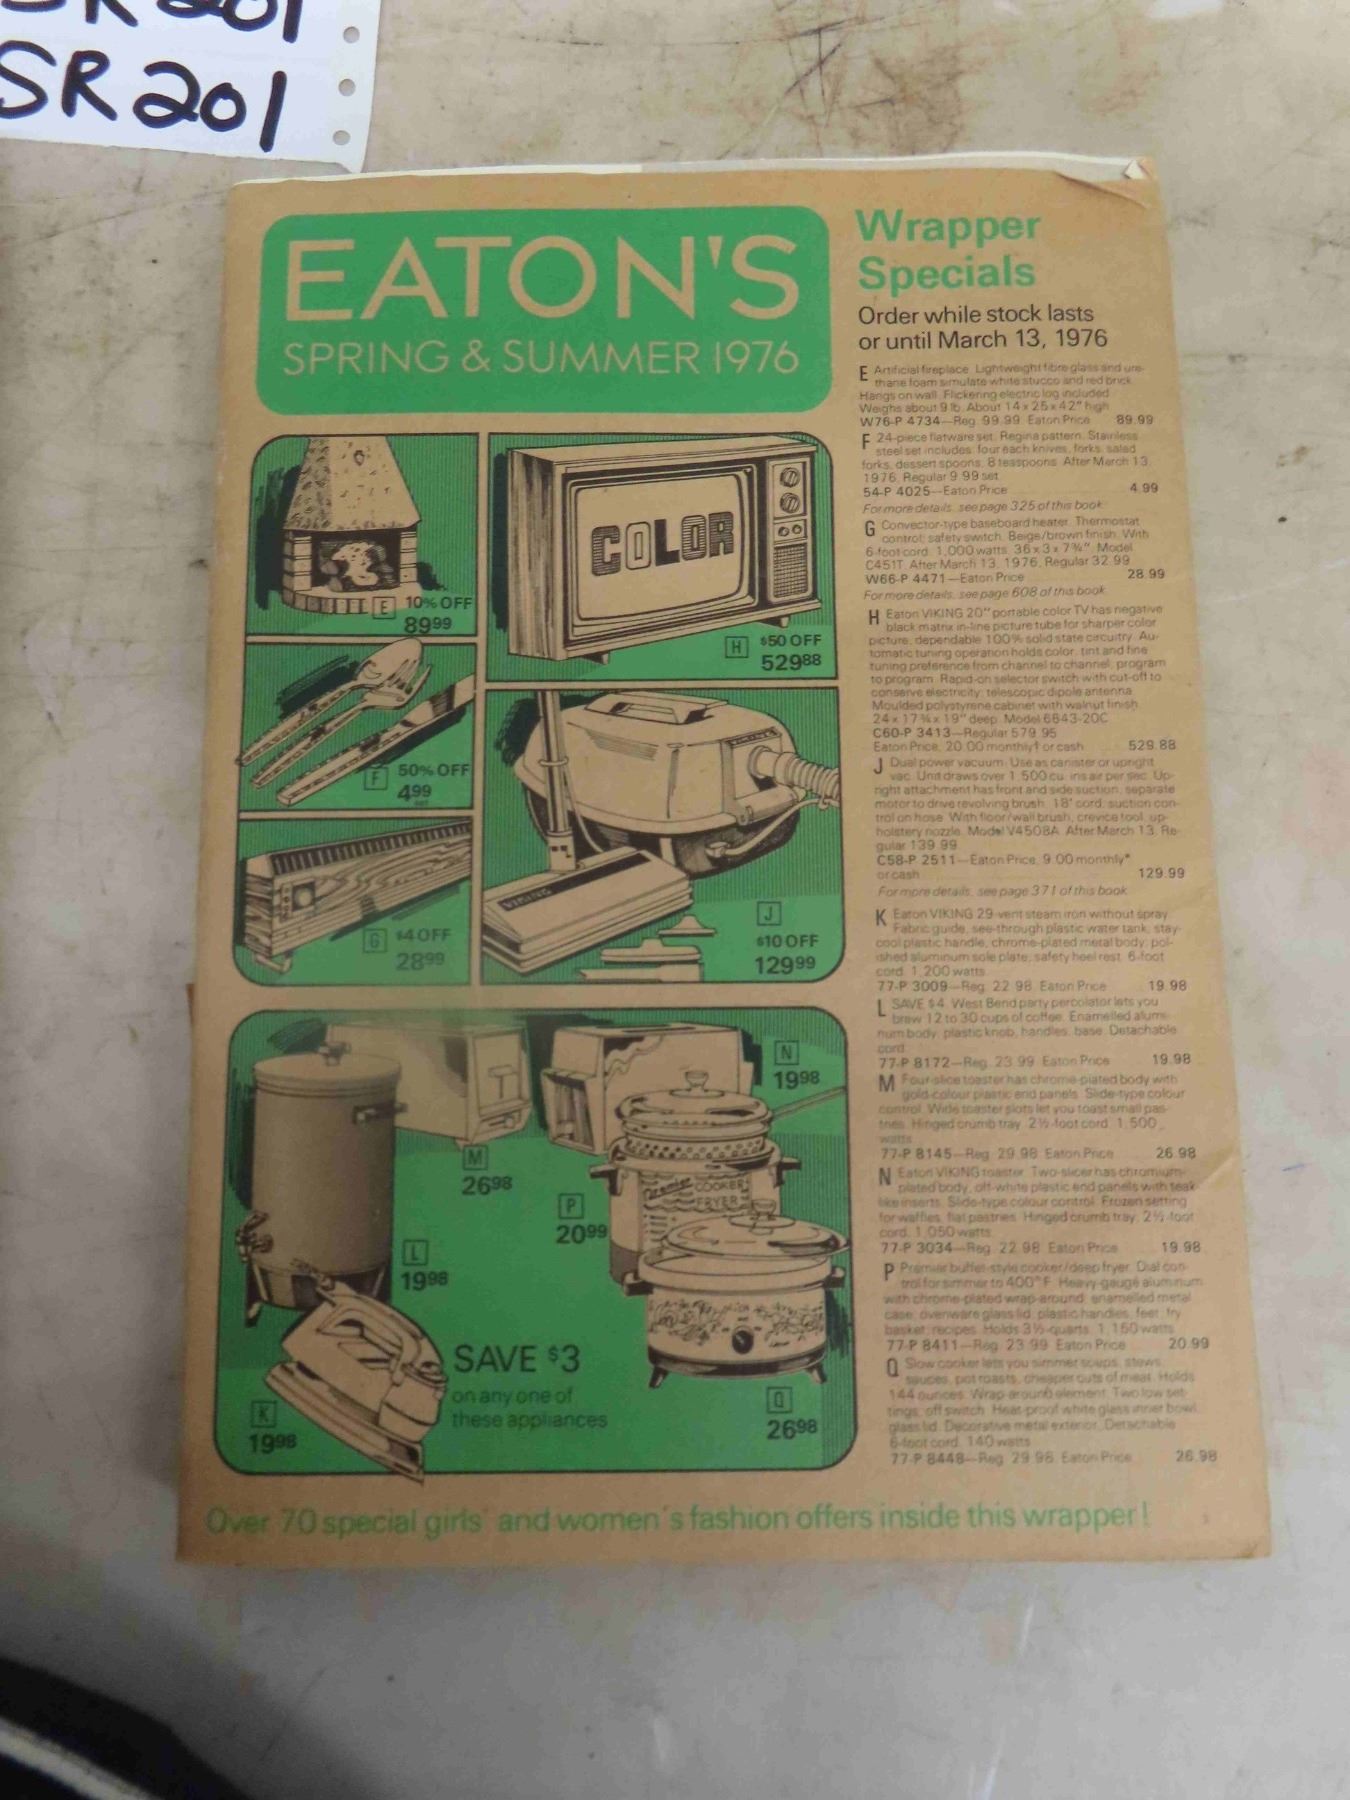 SR201
SR201
EATON'S
SPRING & SUMMER 1976
E 10% OFF
89.99
COLOR
H $50 OFF
529.88
F 50% OFF
4.99
set
G $4 OFF
28.99
VIKING
VIKING
J
$10 OFF
129.99
N
19.98
M
26.98
P
20.99
Premier COOKER
FRYER
L
19.98
K
19.98
SAVE $3
on any one of
these appliances
Q
26.98
Wrapper
Specials
Order while stock lasts
or until March 13, 1976
E Artificial fireplace. Lightweight fibre glass and ure-
thane foam simulate white stucco and red brick.
Hangs on wall. Flickering electric log included.
Weighs about 9 lb. About 14 x 25 x 42" high
W76-P 4734—Reg. 99.99 Eaton Price 89.99
F 24-piece flatware set. Regina pattern. Stainless
steel set includes: four each knives, forks, salad
forks, dessert spoons, 8 teaspoons. After March 13,
1976, Regular 9.99 set.
54-P 4025—Eaton Price 4.99
For more details, see page 325 of this book.
G Convector-type baseboard heater. Thermostat
control; safety switch. Beige/brown finish. With
6-foot cord. 1,000 watts. 36 x 3 x 7¾". Model
C451T. After March 13, 1976, Regular 32.99
W66-P 4471—Eaton Price 28.99
For more details, see page 608 of this book.
H Eaton VIKING 20" portable color TV has negative
black matrix in-line picture tube for sharper color
picture, dependable 100% solid state circuitry. Au-
tomatic tuning operation holds color, tint and fine
tuning preference from channel to channel, program
to program. Rapid-on selector switch with cut-off to
conserve electricity; telescopic dipole antenna.
Moulded polystyrene cabinet with walnut finish.
24 x 17¾ x 19" deep. Model 6643-20C
C60-P 3413—Regular 579.95
Eaton Price, 20.00 monthly† or cash 529.88
J Dual power vacuum. Use as canister or upright
vac. Unit draws over 1,500 cu. ins air per sec. Up-
right attachment has front and side suction, separate
motor to drive revolving brush. 18' cord, suction con-
trol on hose. With floor/wall brush, crevice tool, up-
holstery nozzle. Model V4508A. After March 13, Re-
gular 139.99
C58-P 2511—Eaton Price, 9.00 monthly*
or cash 129.99
For more details, see page 371 of this book.
K Eaton VIKING 29-vent steam iron without spray.
Fabric guide, see-through plastic water tank, stay-
cool plastic handle, chrome-plated metal body; pol-
ished aluminum sole plate; safety heel rest. 6-foot
cord. 1,200 watts.
77-P 3009—Reg. 22.98 Eaton Price 19.98
L SAVE $4. West Bend party percolator lets you
brew 12 to 30 cups of coffee. Enamelled alumi-
num body; plastic knob, handles, base. Detachable
cord.
77-P 8172—Reg. 23.99 Eaton Price 19.98
M Four-slice toaster has chrome-plated body with
gold-colour plastic end panels. Slide-type colour
control. Wide toaster slots let you toast small pas-
tries. Hinged crumb tray. 2½-foot cord. 1,500
watts.
77-P 8145—Reg. 29.98 Eaton Price 26.98
N Eaton VIKING toaster. Two-slicer has chromium-
plated body, off-white plastic end panels with teak-
like inserts. Slide-type colour control. Frozen setting
for waffles, flat pastries. Hinged crumb tray; 2½-foot
cord. 1,050 watts.
77-P 3034—Reg. 22.98 Eaton Price 19.98
P Premier buffet-style cooker/deep fryer. Dial con-
trol for simmer to 400° F. Heavy-gauge aluminum
with chrome-plated wrap-around; enamelled metal
case; ovenware glass lid; plastic handles, feet; fry
basket; recipes. Holds 3½-quarts. 1,150 watts.
77-P 8411—Reg. 23.99 Eaton Price 20.99
Q Slow cooker lets you simmer soups, stews,
sauces, pot roasts, cheaper cuts of meat. Holds
144 ounces. Wrap-around element. Two low set-
tings, off switch. Heat-proof white glass inner bowl,
glass lid. Decorative metal exterior. Detachable
6-foot cord. 140 watts.
77-P 8448—Reg. 29.98 Eaton Price 26.98
Over 70 special girls' and women's fashion offers inside this wrapper!